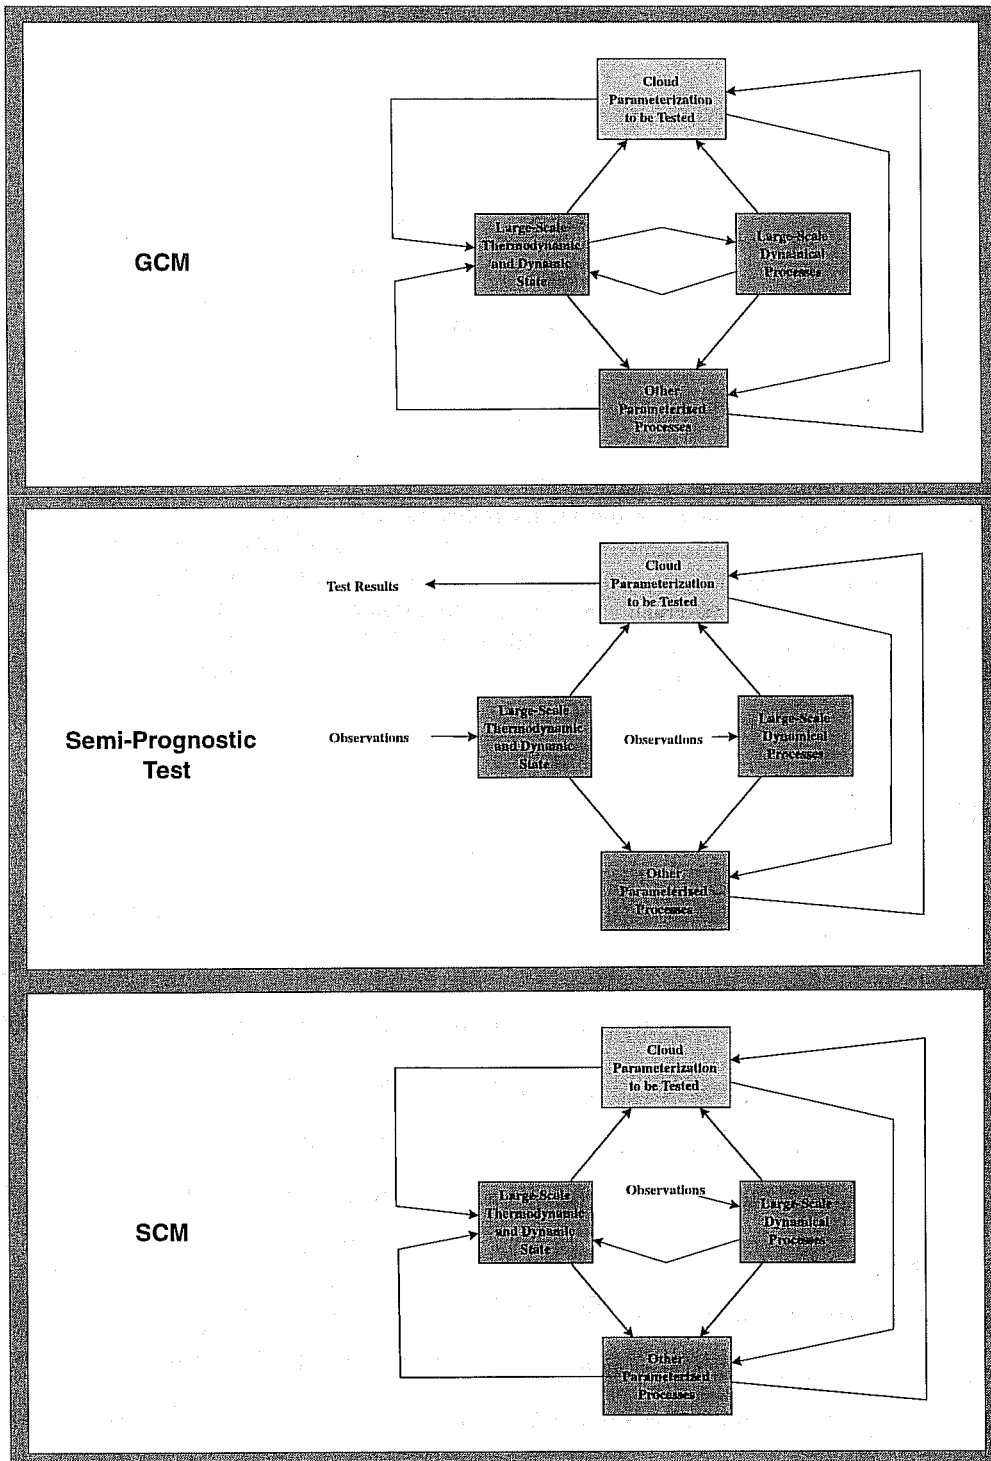 Cloud
Parameterization
to be Tested
GCM
Large-Scale
Thermodynamic
and Dynamic
State
Large-Scale
Dynamical
Processes
Other
Parameterized
Processes
Cloud
Parameterization
to be Tested
Test Results
Semi-Prognostic
Test
Observations
Large-Scale
Thermodynamic
and Dynamic
State
Observations
Large-Scale
Dynamical
Processes
Other
Parameterized
Processes
Cloud
Parameterization
to be Tested
SCM
Large-Scale
Thermodynamic
and Dynamic
State
Observations
Large-Scale
Dynamical
Processes
Other
Parameterized
Processes